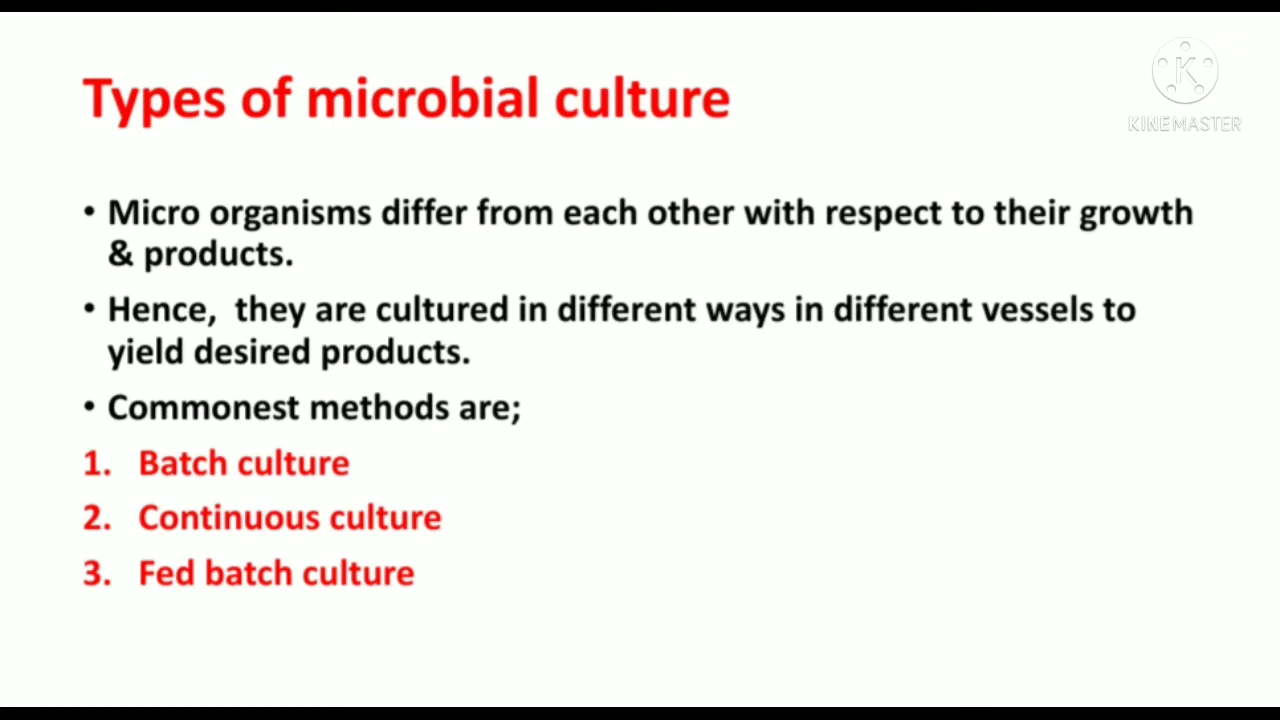 Types of microbial culture
K
KINEMASTER
• Micro organisms differ from each other with respect to their growth
& products.
• Hence,  they are cultured in different ways in different vessels to
yield desired products.
• Commonest methods are;
1. Batch culture
2. Continuous culture
3. Fed batch culture